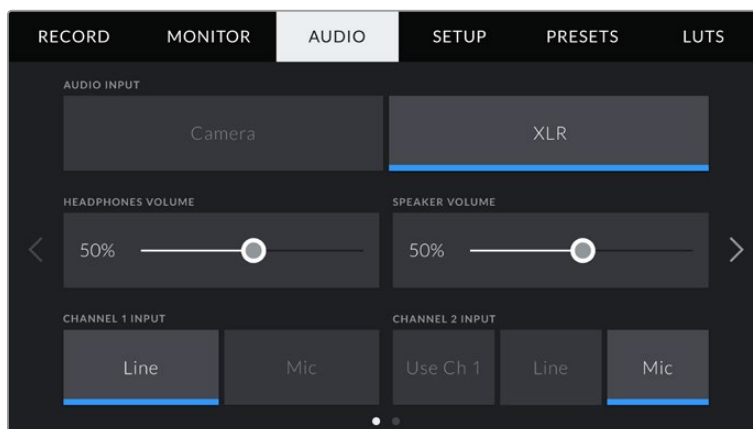 RECORD MONITOR AUDIO SETUP PRESETS LUTS
AUDIO INPUT
Camera XLR
HEADPHONES VOLUME SPEAKER VOLUME
50% 50%
CHANNEL 1 INPUT CHANNEL 2 INPUT
Line Mic Use Ch 1 Line Mic